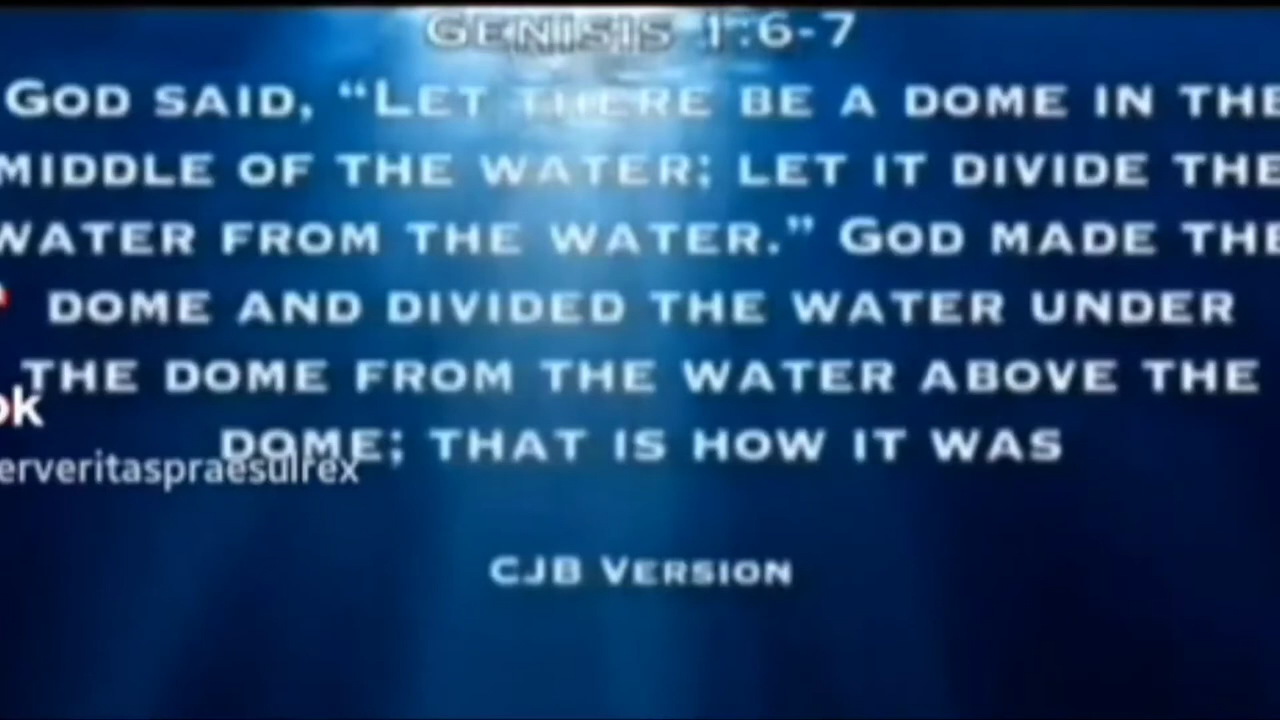 GENISIS 1:6-7
GOD SAID, “LET THERE BE A DOME IN THE
MIDDLE OF THE WATER; LET IT DIVIDE THE
WATER FROM THE WATER.” GOD MADE THE
DOME AND DIVIDED THE WATER UNDER
THE DOME FROM THE WATER ABOVE THE
ok
DOME; THAT IS HOW IT WAS
erveritaspraesulrex
CJB VERSION